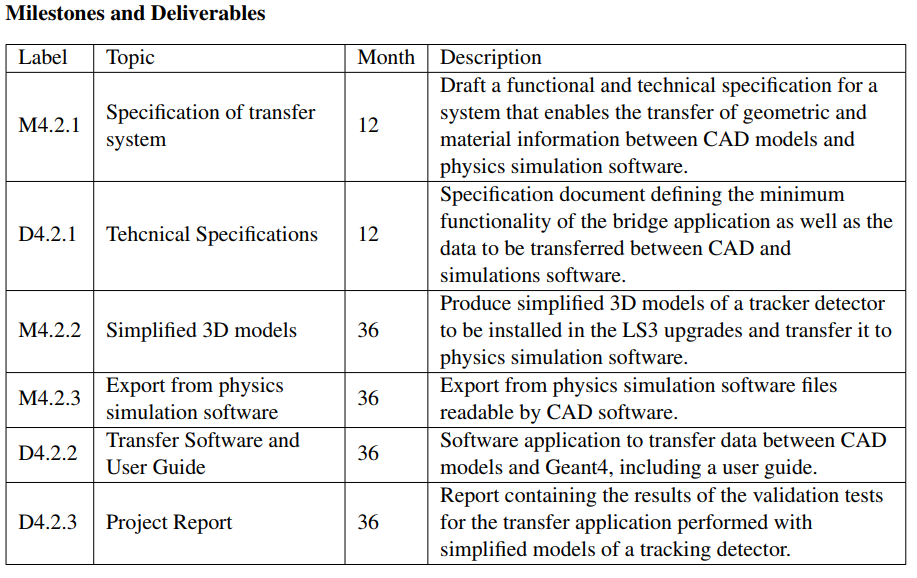 Milestones and Deliverables
Label Topic Month Description
M4.2.1 Specification of transfer system 12 Draft a functional and technical specification for a
system that enables the transfer of geometric and
material information between CAD models and
physics simulation software.
D4.2.1 Tehcnical Specifications 12 Specification document defining the minimum
functionality of the bridge application as well as the
data to be transferred between CAD and
simulations software.
M4.2.2 Simplified 3D models 36 Produce simplified 3D models of a tracker detector
to be installed in the LS3 upgrades and transfer it to
physics simulation software.
M4.2.3 Export from physics simulation software 36 Export from physics simulation software files
readable by CAD software.
D4.2.2 Transfer Software and User Guide 36 Software application to transfer data between CAD
models and Geant4, including a user guide.
D4.2.3 Project Report 36 Report containing the results of the validation tests
for the transfer application performed with
simplified models of a tracking detector.